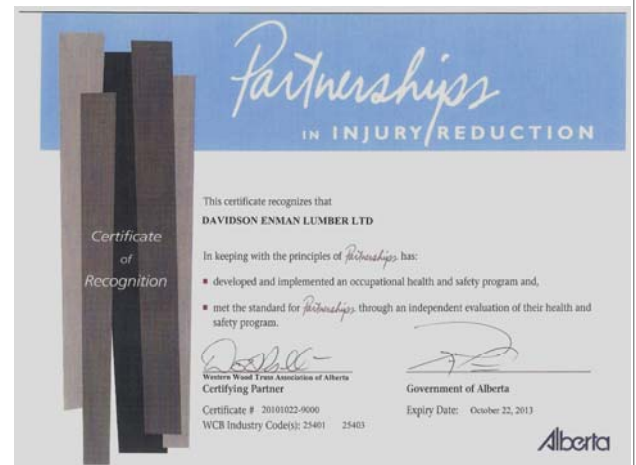 Partnerships
IN INJURY REDUCTION
Certificate
of
Recognition
This certificate recognizes that
DAVIDSON ENMAN LUMBER LTD
In keeping with the principles of Partnerships has:
developed and implemented an occupational health and safety program and,
met the standard for Partnerships through an independent evaluation of their health and
safety program.
Western Wood Truss Association of Alberta
Certifying Partner
Government of Alberta
Certificate # 20101022-9000
Expiry Date: October 22, 2013
WCB Industry Code(s): 25401 25403
Alberta